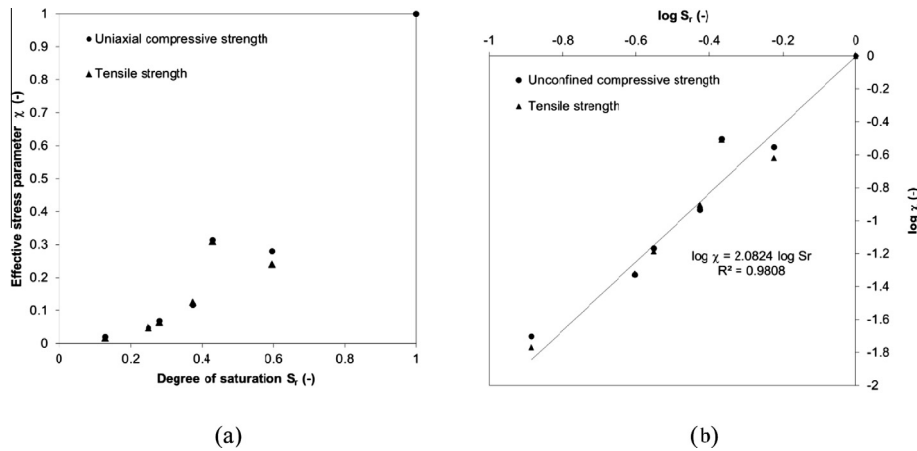 1
0.9
0.8
0.7
0.6
0.5
0.4
0.3
0.2
0.1
0
Effective stress parameter χ (-)
● Uniaxial compressive strength
▲ Tensile strength
0 0.2 0.4 0.6 0.8 1
Degree of saturation Sr (-)
(a)
log Sr (-)
-1 -0.8 -0.6 -0.4 -0.2 0
● Unconfined compressive strength
▲ Tensile strength
0
-0.2
-0.4
-0.6
-0.8
-1
-1.2
-1.4
-1.6
-1.8
-2
log χ (-)
log χ = 2.0824 log Sr
R² = 0.9808
(b)